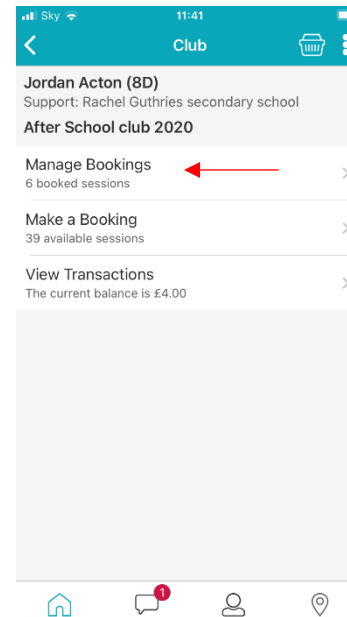 Sky 11:41
Club
Jordan Acton (8D)
Support: Rachel Guthries secondary school
After School club 2020
Manage Bookings
6 booked sessions
Make a Booking
39 available sessions
View Transactions
The current balance is £4.00
1